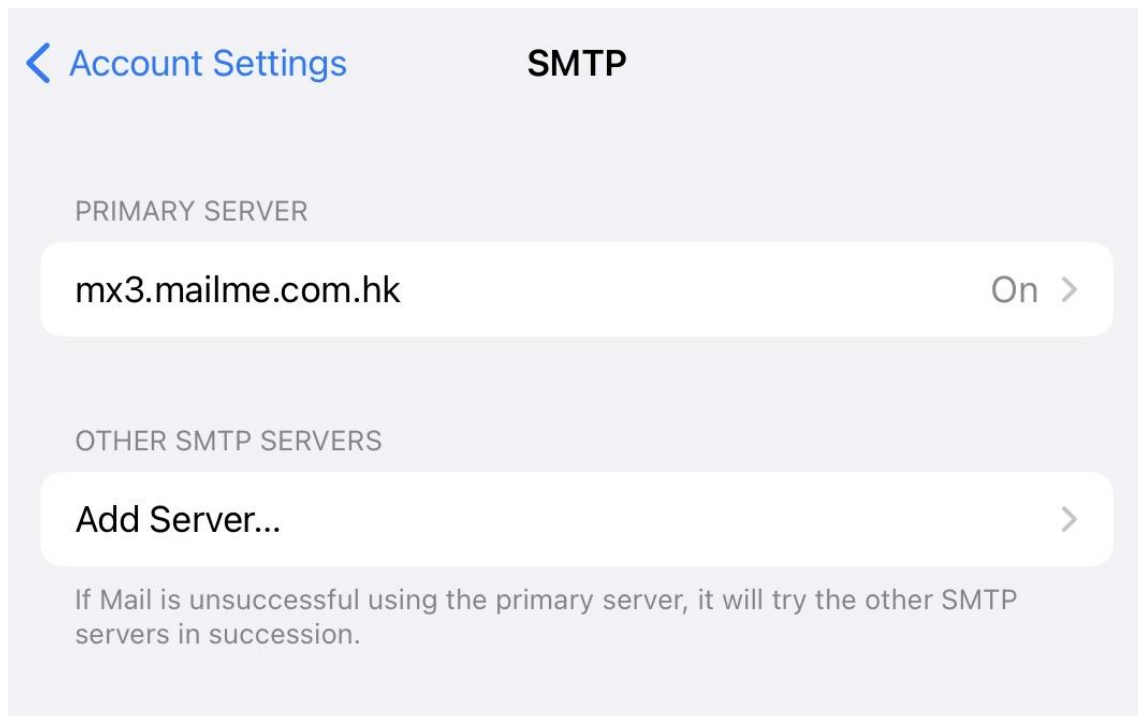 Account Settings
SMTP
PRIMARY SERVER
mx3.mailme.com.hk
On
OTHER SMTP SERVERS
Add Server...
If Mail is unsuccessful using the primary server, it will try the other SMTP
servers in succession.